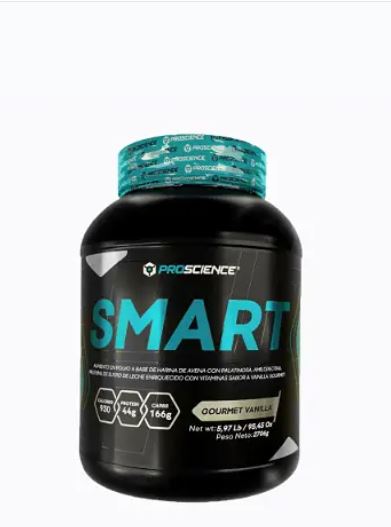 PROSCIENCE PROSCIENCE
PROSCIENCE®
SMART
ALIMENTO EN POLVO A BASE DE HARINA DE AVENA CON PALATINOSA, AMILOPECTINA,
PROTEINA DE SUERO DE LECHE ENRIQUECIDO CON VITAMINAS SABOR A VAINILLA GOURMET
CALORIES PROTEIN CARBS
930 44g 166g
GOURMET VANILLA
Net wt: 5,97 Lb / 95,45 Oz
Peso Neto: 2706g